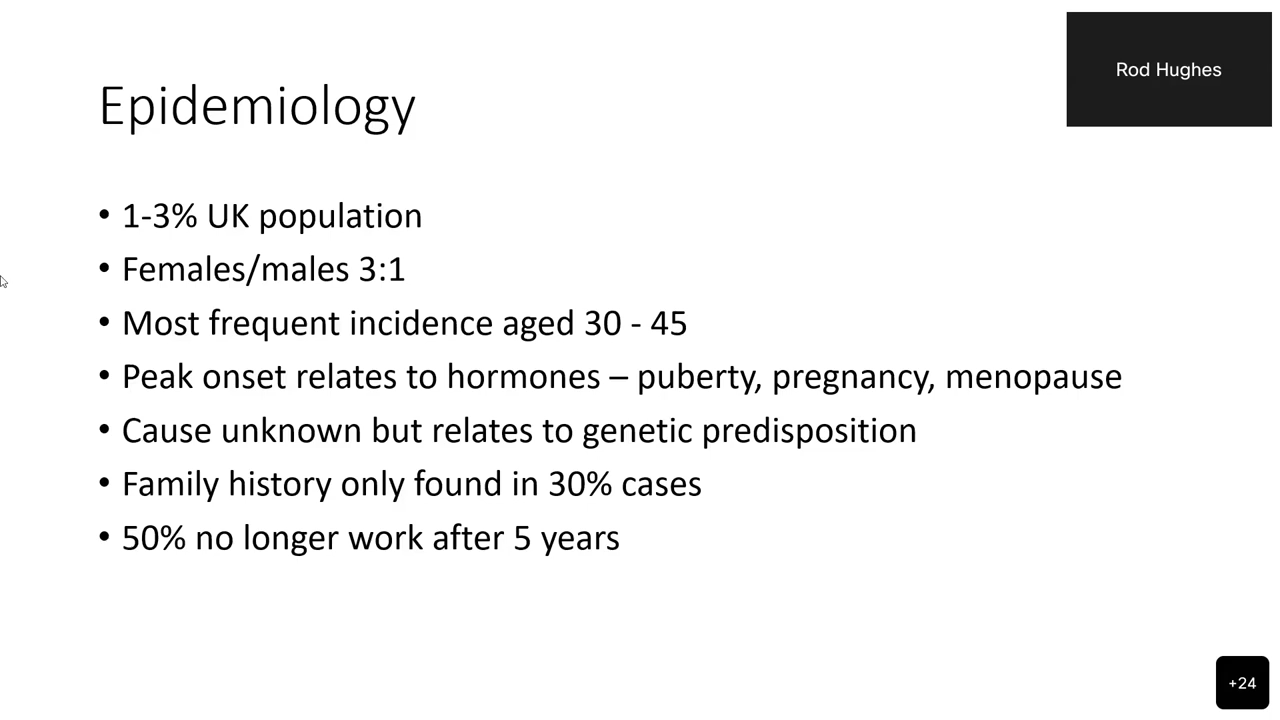 Rod Hughes
Epidemiology
• 1-3% UK population
• Females/males 3:1
• Most frequent incidence aged 30 - 45
• Peak onset relates to hormones – puberty, pregnancy, menopause
• Cause unknown but relates to genetic predisposition
• Family history only found in 30% cases
• 50% no longer work after 5 years
+24